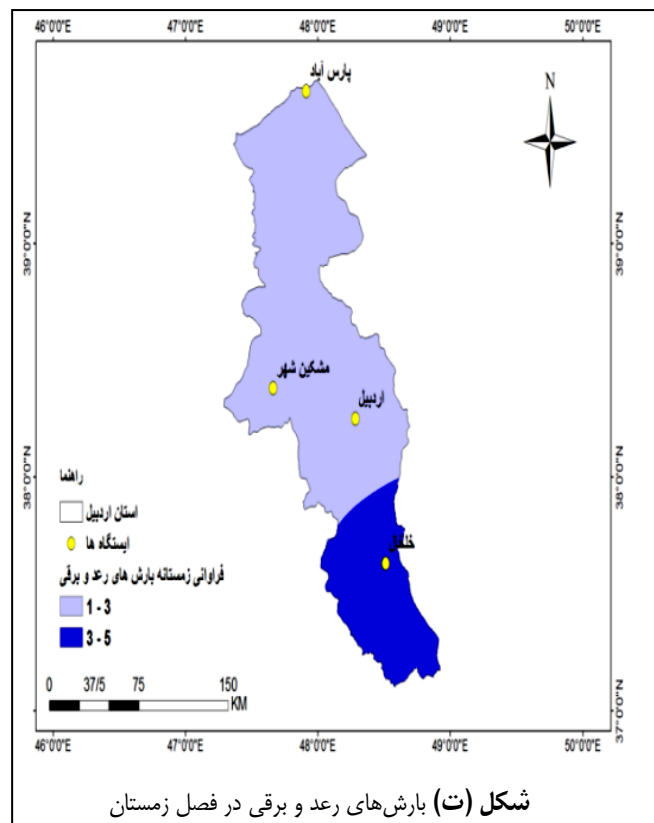 46°0'0"E 47°0'0"E 48°0'0"E 49°0'0"E 50°0'0"E
پارس آباد
N
39°0'0"N 39°0'0"N
مشکین شهر
اردبیل
38°0'0"N 38°0'0"N
راهنما
استان اردبیل
ایستگاه ها
خلخال
فراوانی زمستانه بارش های رعد و برقی
1 - 3
3 - 5
0 37/5 75 150
KM
37°0'0"N
46°0'0"E 47°0'0"E 48°0'0"E 49°0'0"E 50°0'0"E
شکل (ت) بارش‌های رعد و برقی در فصل زمستان